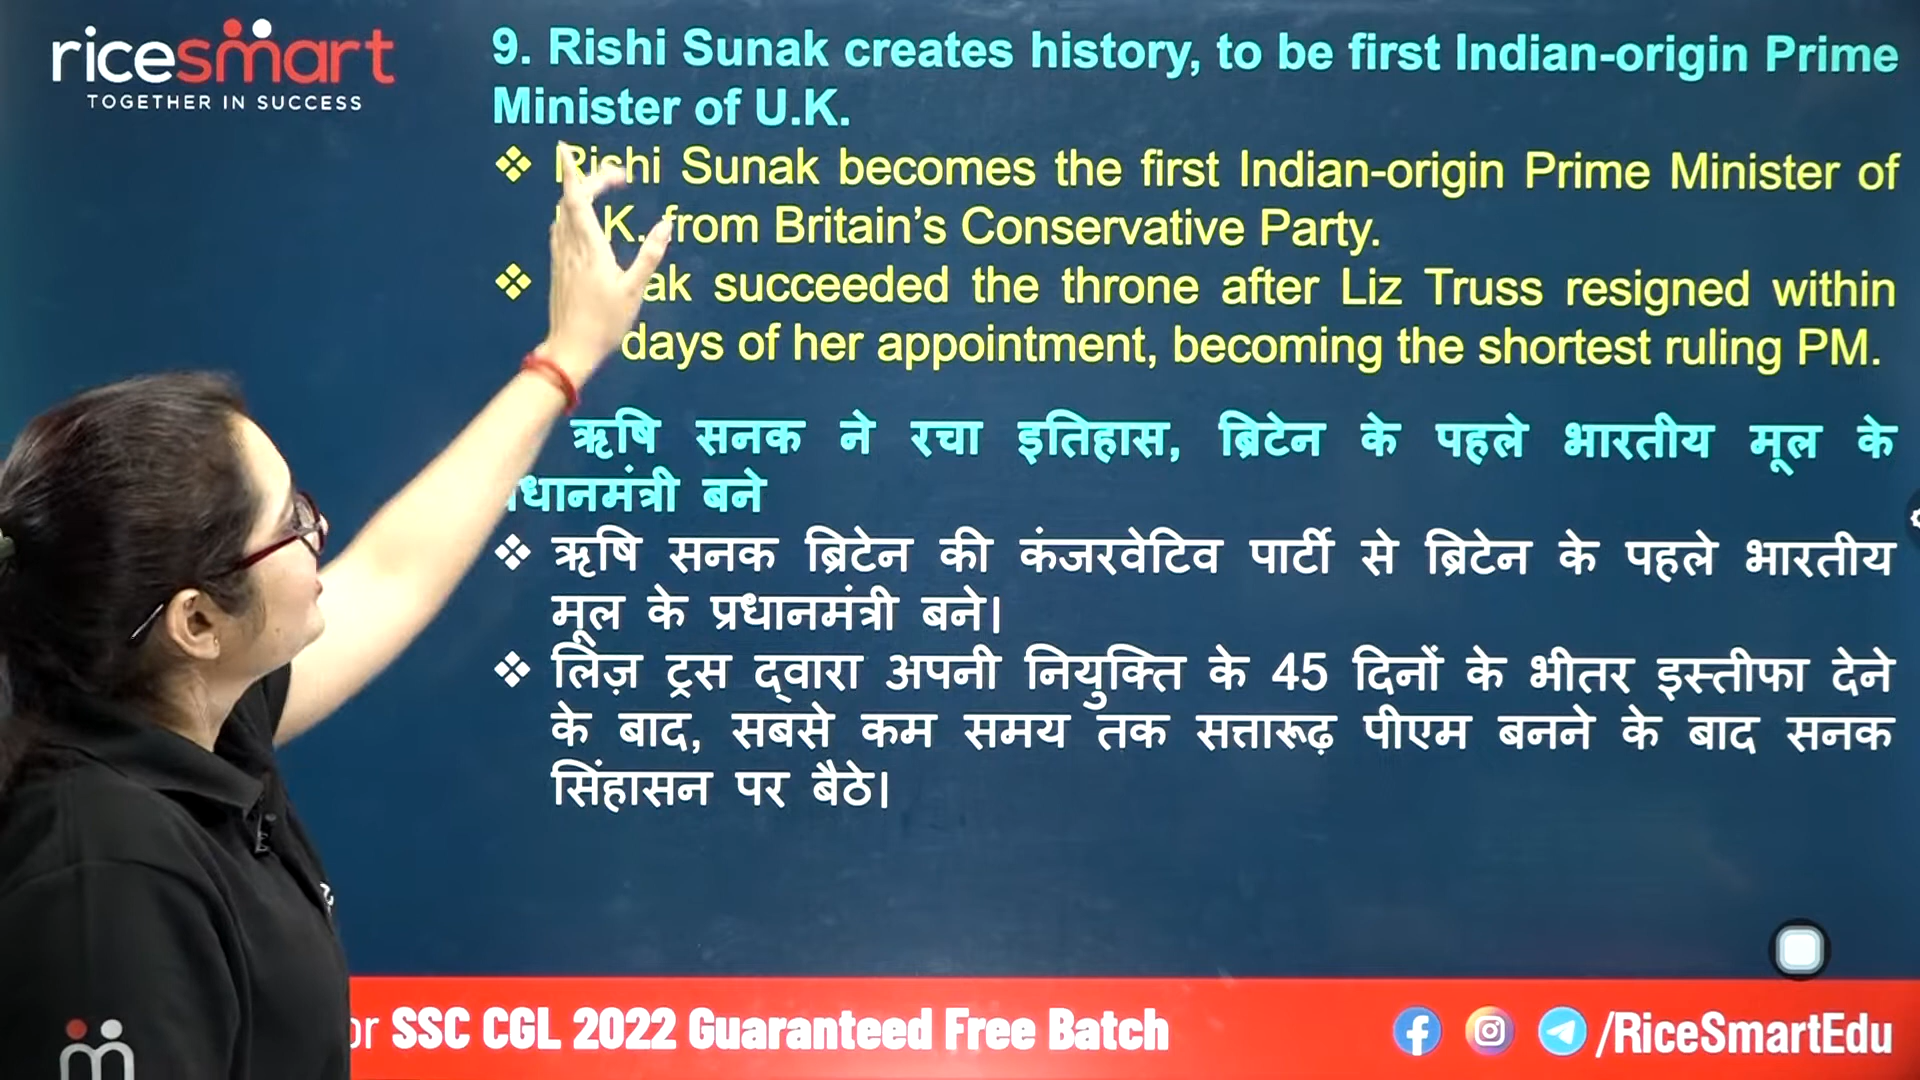 ricesmart
TOGETHER IN SUCCESS
9. Rishi Sunak creates history, to be first Indian-origin Prime
Minister of U.K.
❖ Rishi Sunak becomes the first Indian-origin Prime Minister of
K. from Britain’s Conservative Party.
❖ succeeded the throne after Liz Truss resigned within
days of her appointment, becoming the shortest ruling PM.
ऋषि सनक ने रचा इतिहास, ब्रिटेन के पहले भारतीय मूल के
बने
❖ ऋषि सनक ब्रिटेन की कंजरवेटिव पार्टी से ब्रिटेन के पहले भारतीय
मूल के प्रधानमंत्री बने।
❖ लिज़ ट्रस द्वारा अपनी नियुक्ति के 45 दिनों के भीतर इस्तीफा देने
के बाद, सबसे कम समय तक सत्तारूढ़ पीएम बनने के बाद सनक
सिंहासन पर बैठे।
SSC CGL 2022 Guaranteed Free Batch
/RiceSmartEdu